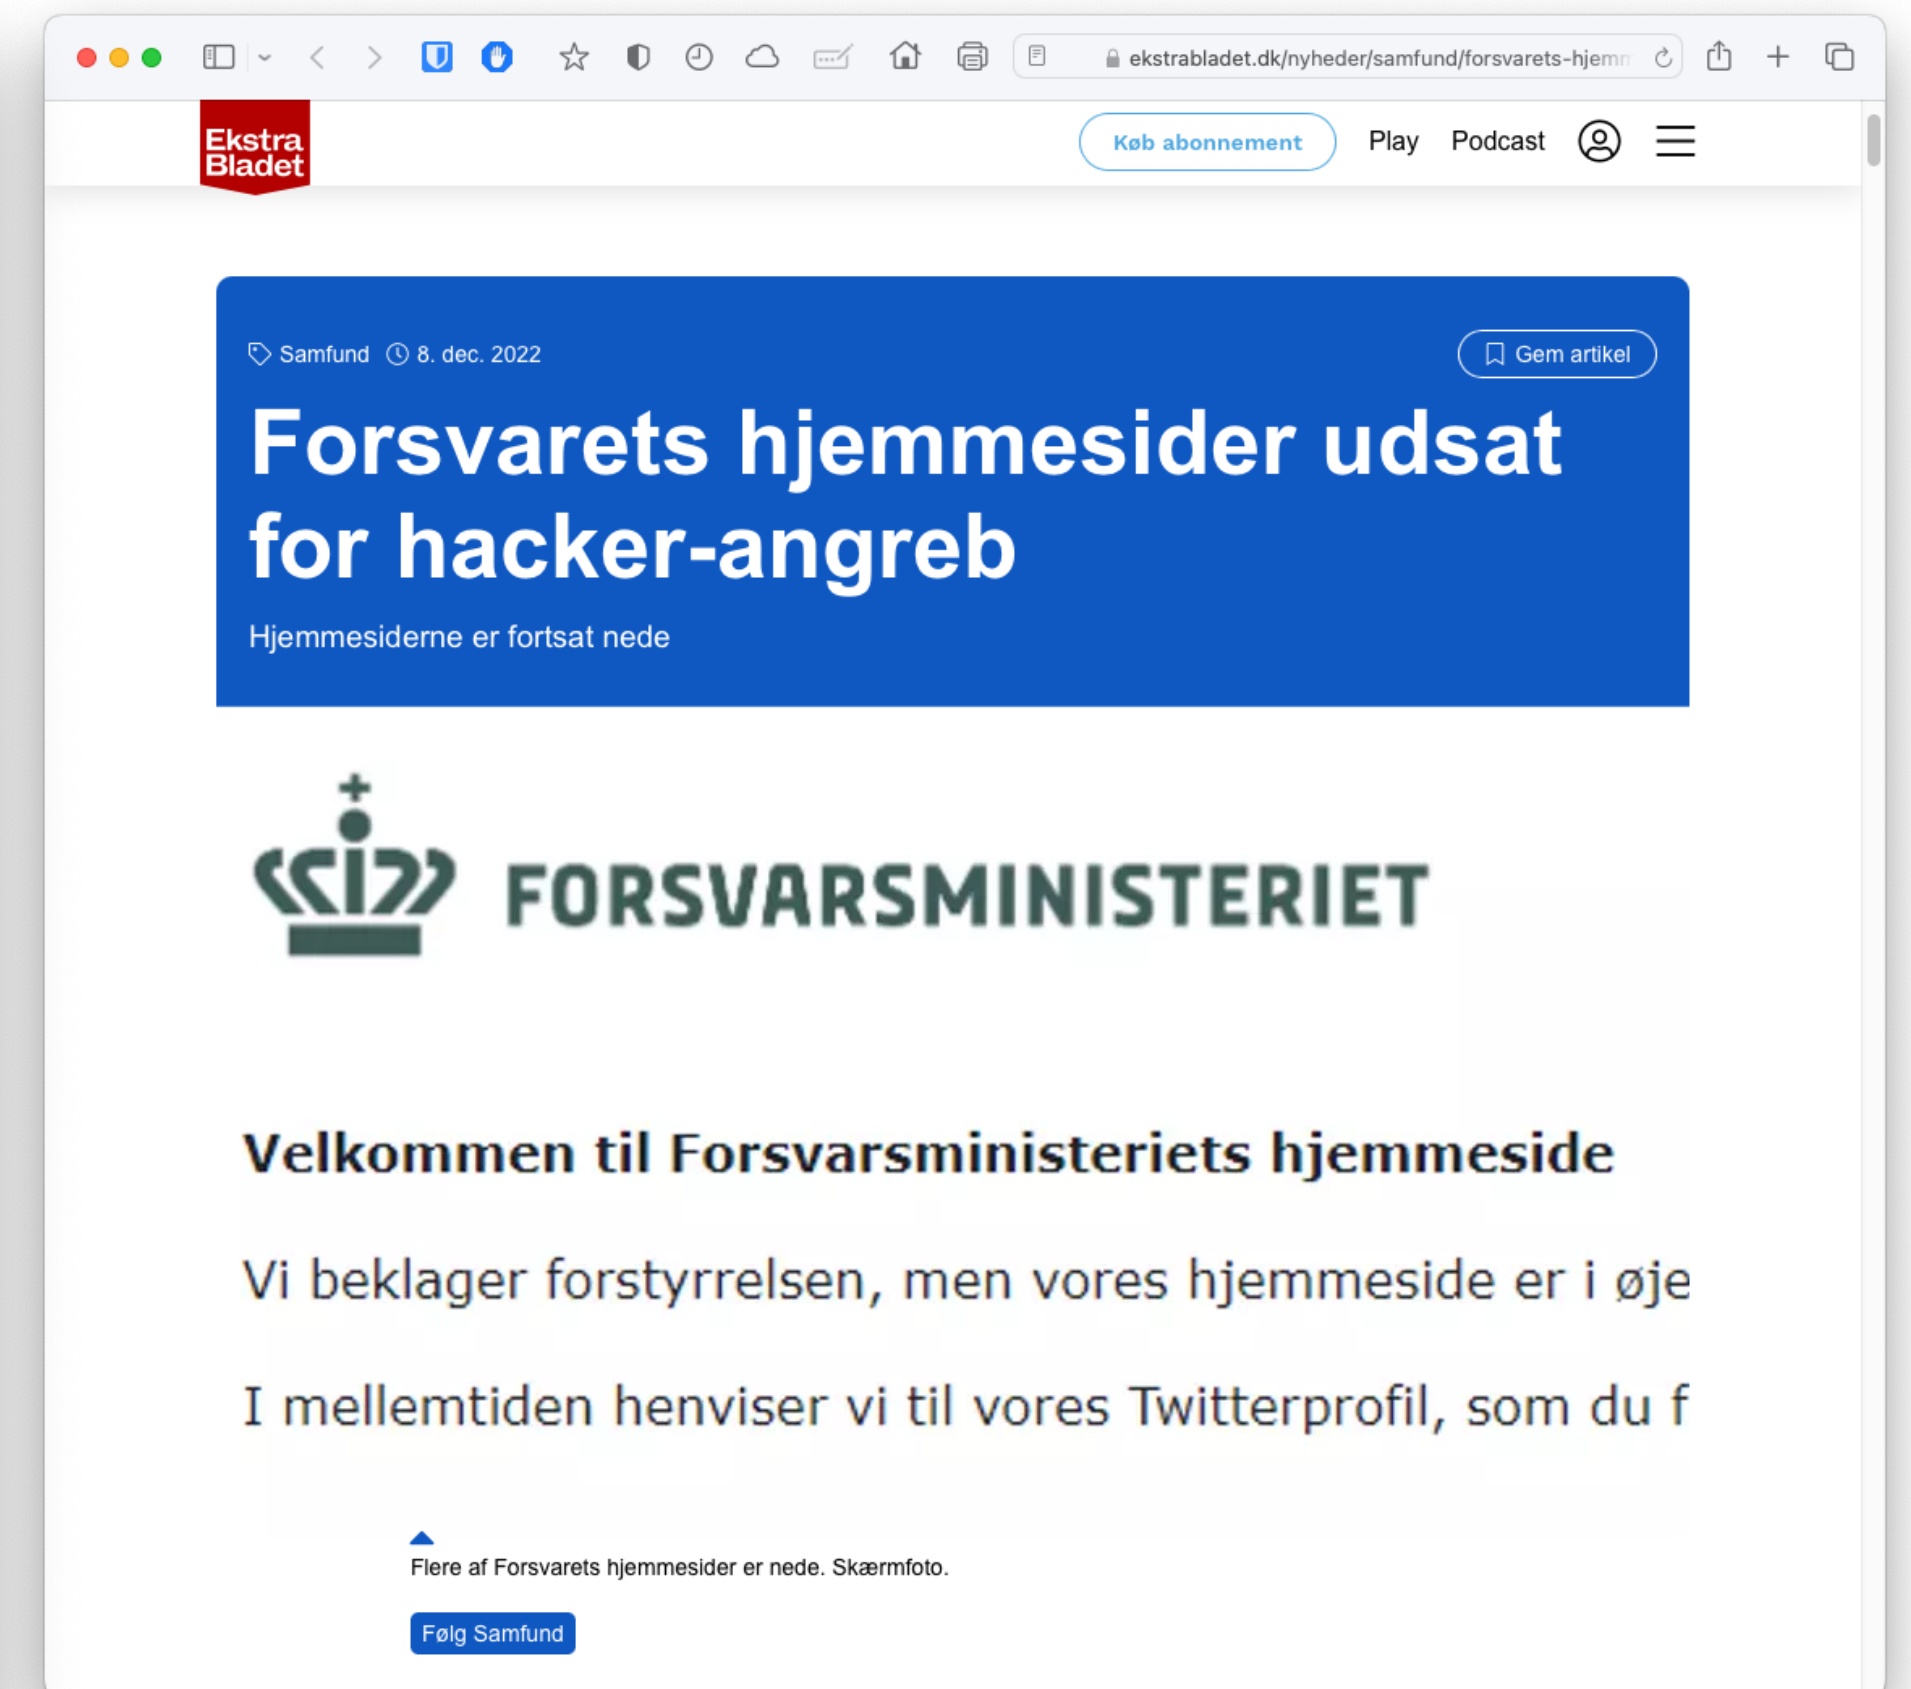 ekstrabladet.dk/nyheder/samfund/forsvarets-hjem
Ekstra
Bladet
Køb abonnement
Play
Podcast
Samfund
8. dec. 2022
Gem artikel
Forsvarets hjemmesider udsat
for hacker-angreb
Hjemmesiderne er fortsat nede
FORSVARSMINISTERIET
Velkommen til Forsvarsministeriets hjemmeside
Vi beklager forstyrrelsen, men vores hjemmeside er i øje
I mellemtiden henviser vi til vores Twitterprofil, som du f
Flere af Forsvarets hjemmesider er nede. Skærmfoto.
Følg Samfund